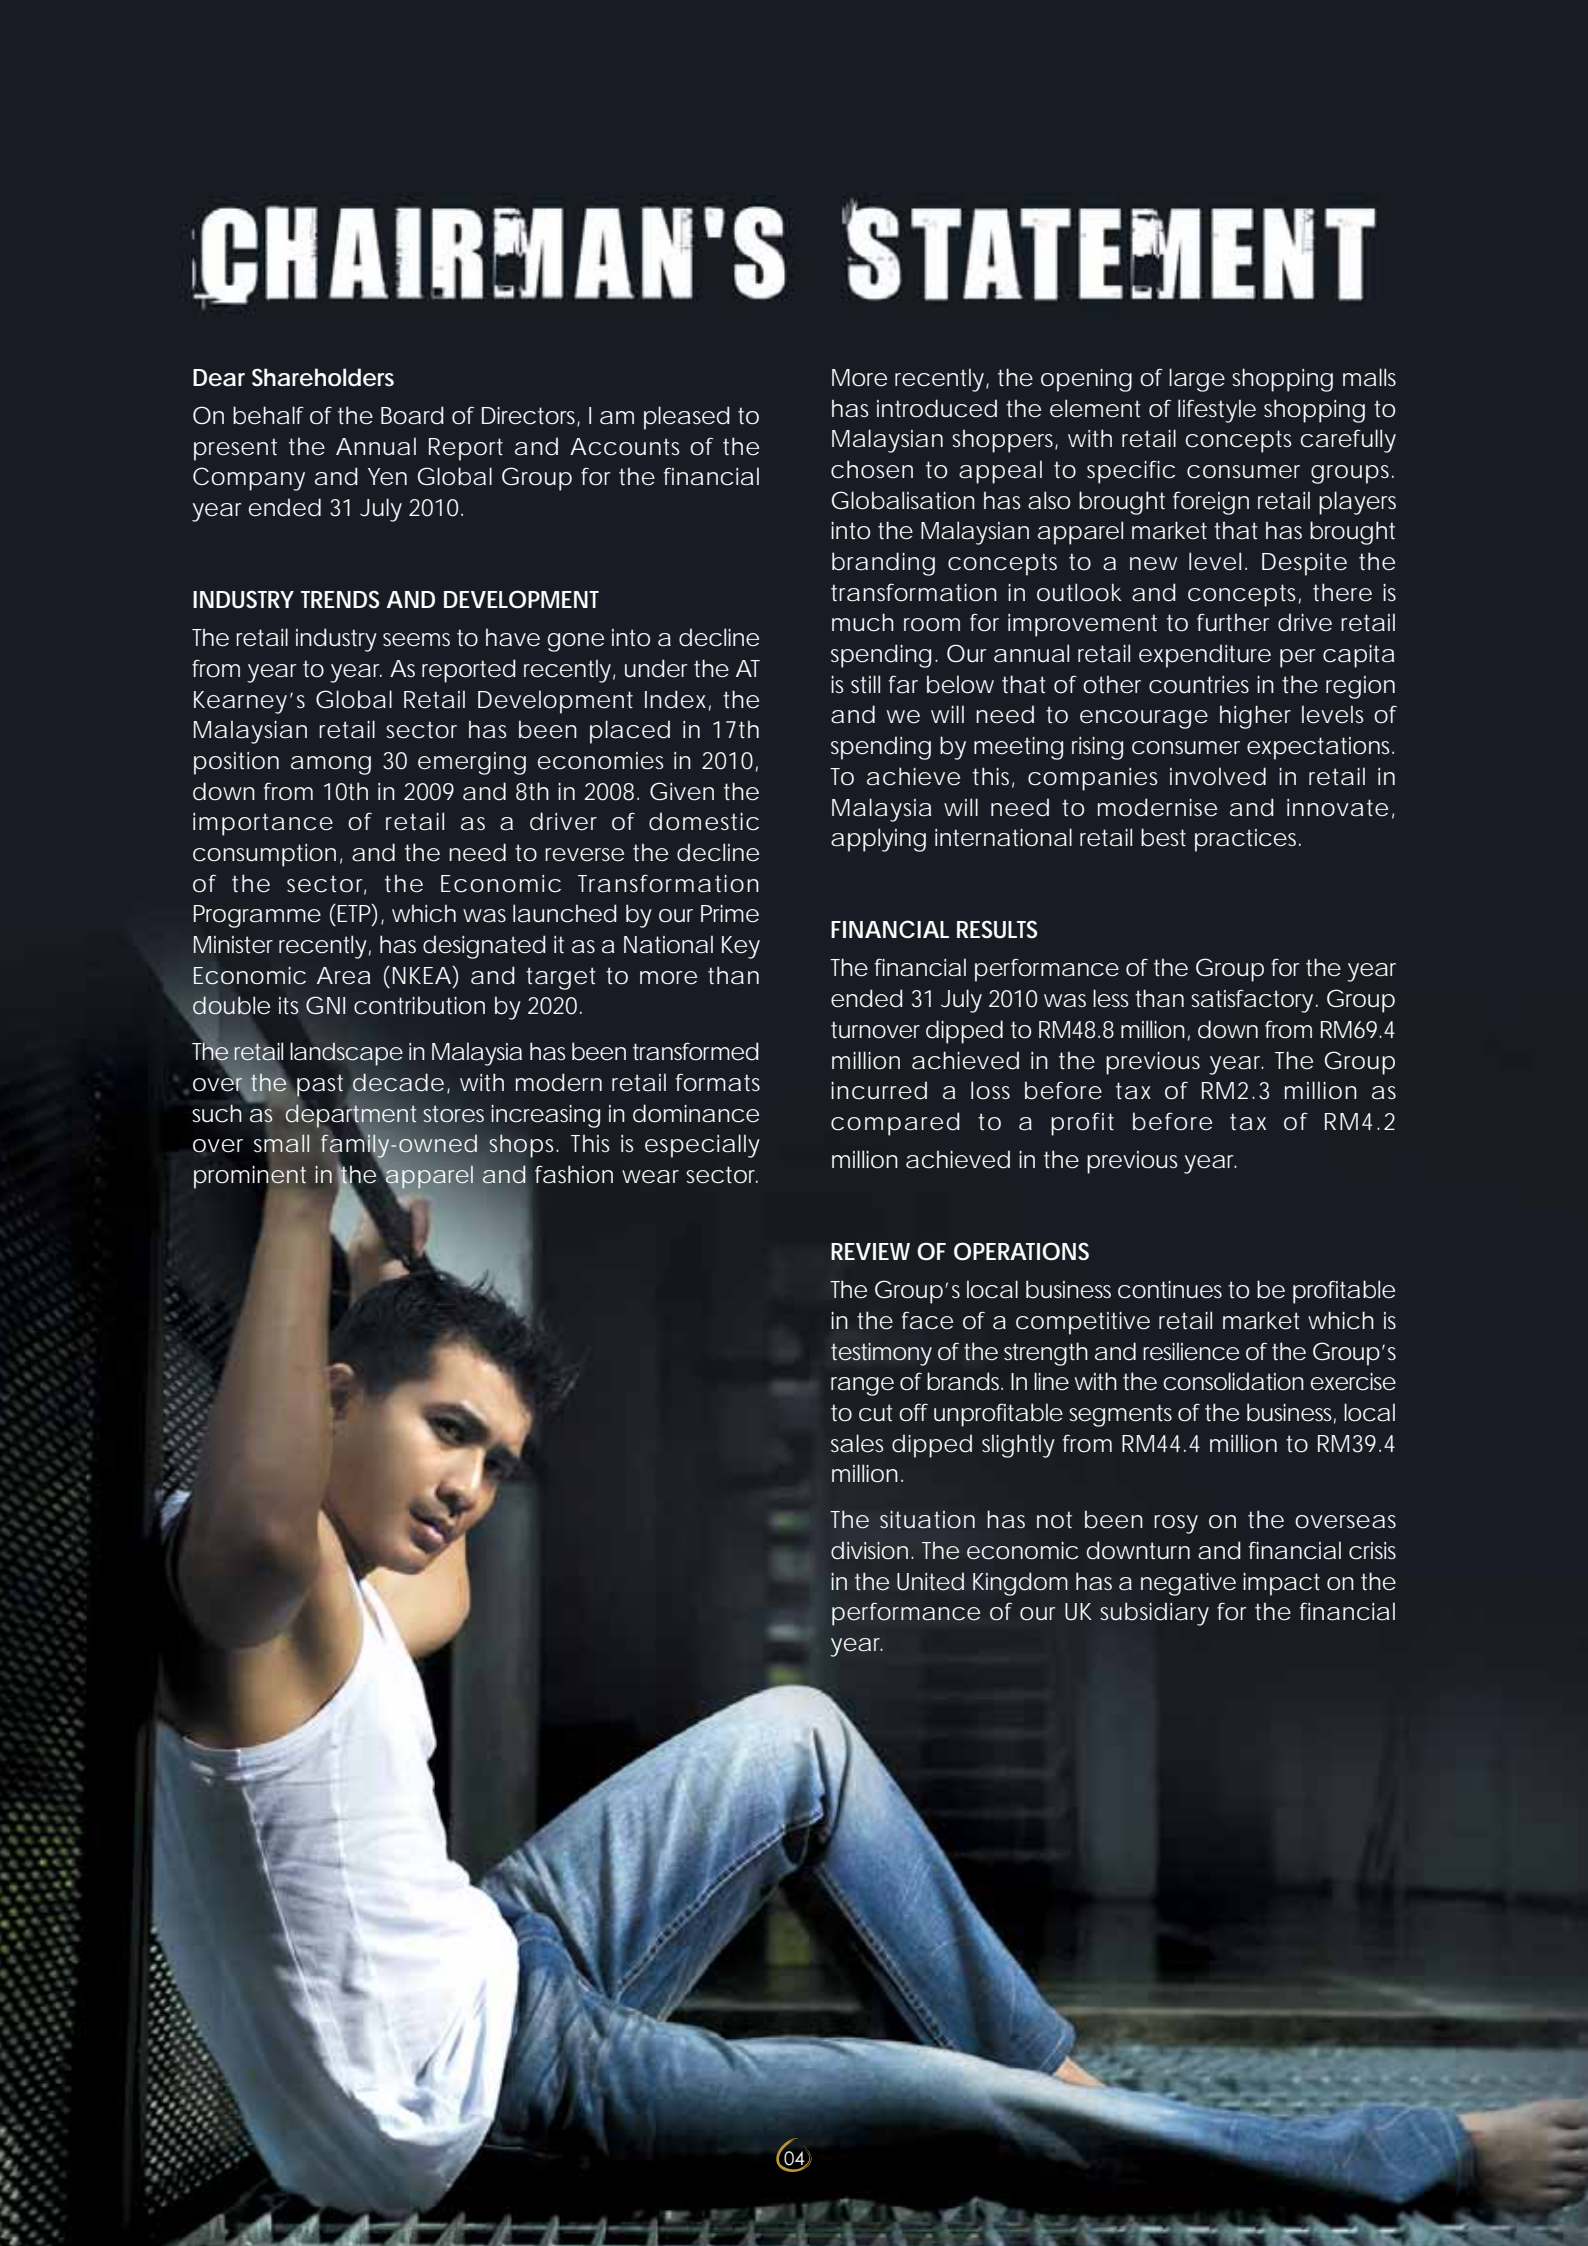 CHAIRMAN'S STATEMENT
Dear Shareholders
On behalf of the Board of Directors, I am pleased to
present the Annual Report and Accounts of the
Company and Yen Global Group for the financial
year ended 31 July 2010.
INDUSTRY TRENDS AND DEVELOPMENT
The retail industry seems to have gone into a decline
from year to year. As reported recently, under the AT
Kearney's Global Retail Development Index, the
Malaysian retail sector has been placed in 17th
position among 30 emerging economies in 2010,
down from 10th in 2009 and 8th in 2008. Given the
importance of retail as a driver of domestic
consumption, and the need to reverse the decline
of the sector, the Economic Transformation
Programme (ETP), which was launched by our Prime
Minister recently, has designated it as a National Key
Economic Area (NKEA) and target to more than
double its GNI contribution by 2020.
The retail landscape in Malaysia has been transformed
over the past decade, with modern retail formats
such as department stores increasing in dominance
over small family-owned shops. This is especially
prominent in the apparel and fashion wear sector.
More recently, the opening of large shopping malls
has introduced the element of lifestyle shopping to
Malaysian shoppers, with retail concepts carefully
chosen to appeal to specific consumer groups.
Globalisation has also brought foreign retail players
into the Malaysian apparel market that has brought
branding concepts to a new level. Despite the
transformation in outlook and concepts, there is
much room for improvement to further drive retail
spending. Our annual retail expenditure per capita
is still far below that of other countries in the region
and we will need to encourage higher levels of
spending by meeting rising consumer expectations.
To achieve this, companies involved in retail in
Malaysia will need to modernise and innovate,
applying international retail best practices.
FINANCIAL RESULTS
The financial performance of the Group for the year
ended 31 July 2010 was less than satisfactory. Group
turnover dipped to RM48.8 million, down from RM69.4
million achieved in the previous year. The Group
incurred a loss before tax of RM2.3 million as
compared to a profit before tax of RM4.2
million achieved in the previous year.
REVIEW OF OPERATIONS
The Group's local business continues to be profitable
in the face of a competitive retail market which is
testimony of the strength and resilience of the Group's
range of brands. In line with the consolidation exercise
to cut off unprofitable segments of the business, local
sales dipped slightly from RM44.4 million to RM39.4
million.
The situation has not been rosy on the overseas
division. The economic downturn and financial crisis
in the United Kingdom has a negative impact on the
performance of our UK subsidiary for the financial
year.
04